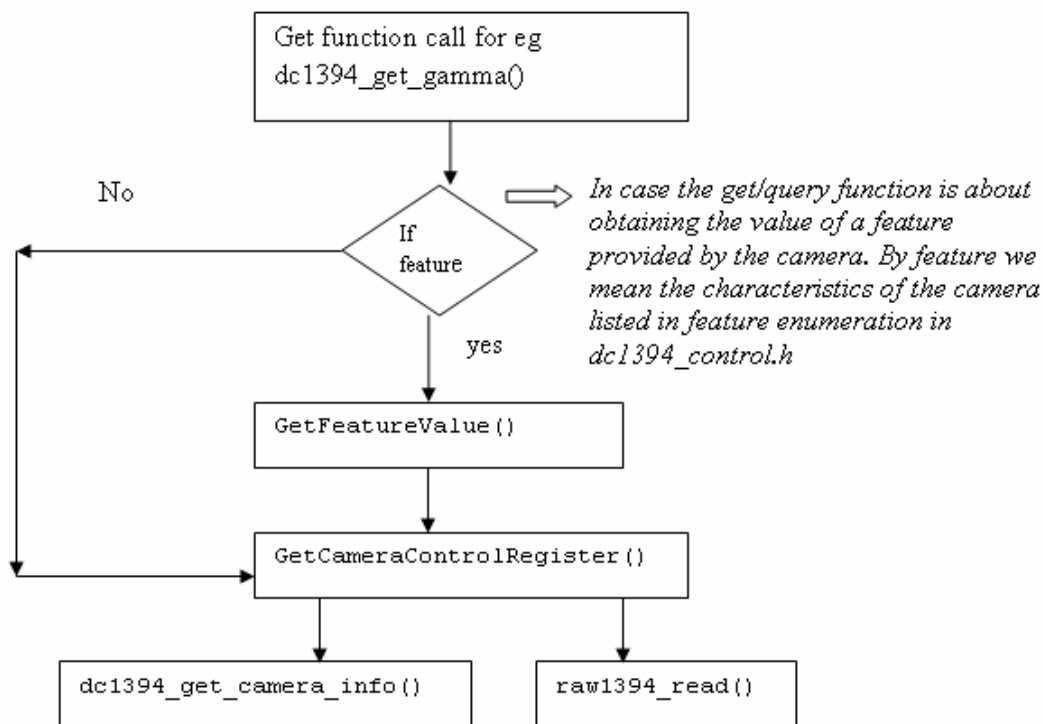 Get function call for eg
dc1394_get_gamma()
No
In case the get/query function is about
obtaining the value of a feature
provided by the camera. By feature we
mean the characteristics of the camera
listed in feature enumeration in
dc1394_control.h
If
feature
yes
GetFeatureValue()
GetCameraControlRegister()
dc1394_get_camera_info()
raw1394_read()